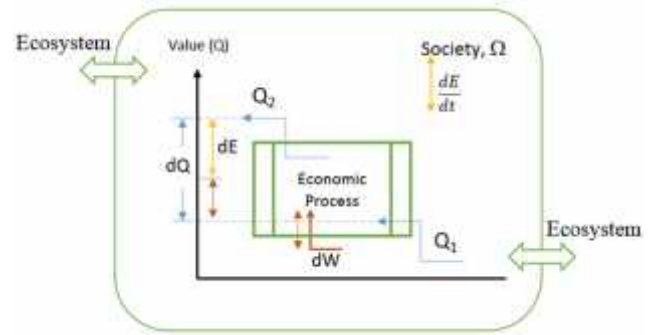 Ecosystem
Value (Q)
Society, Ω
dE
dt
Q₂
dE
dQ
Economic
Process
Q₁
dW
Ecosystem